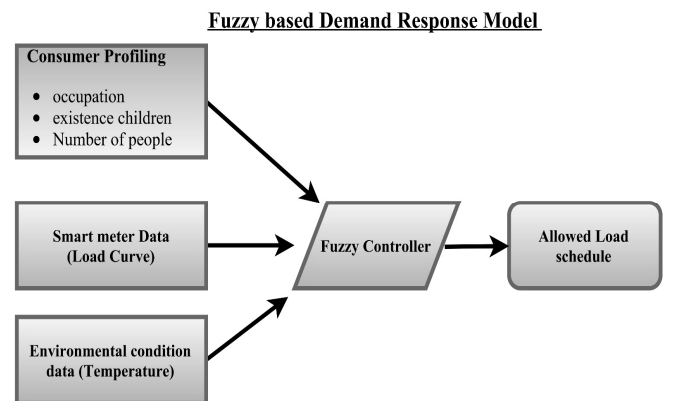 Fuzzy based Demand Response Model
Consumer Profiling
• occupation
• existence children
• Number of people
Smart meter Data
(Load Curve)
Environmental condition
data (Temperature)
Fuzzy Controller
Allowed Load
schedule